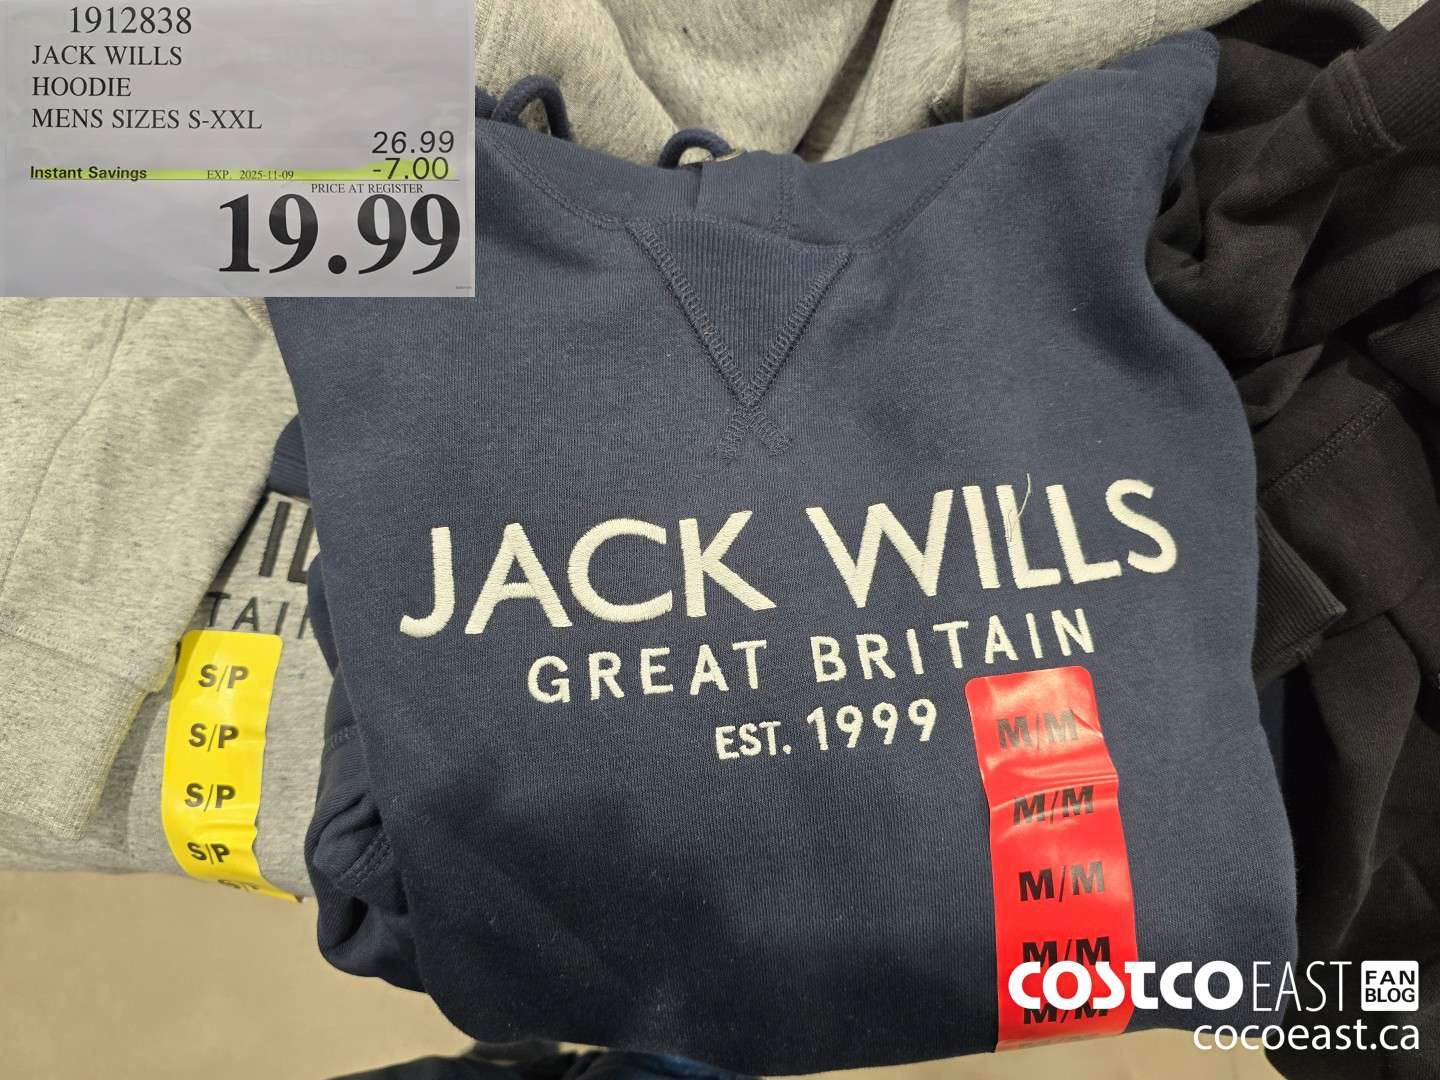 1912838
JACK WILLS
HOODIE
MENS SIZES S-XXL
26.99
Instant Savings EXP. 2025-11-09 -7.00
PRICE AT REGISTER
19.99
JACK WILLS
GREAT BRITAIN
EST. 1999
TAI
S/P
S/P
S/P
S/P
M/M
M/M
M/M
M/M
M/M
COSTCO EAST FAN BLOG
cocoeast.ca